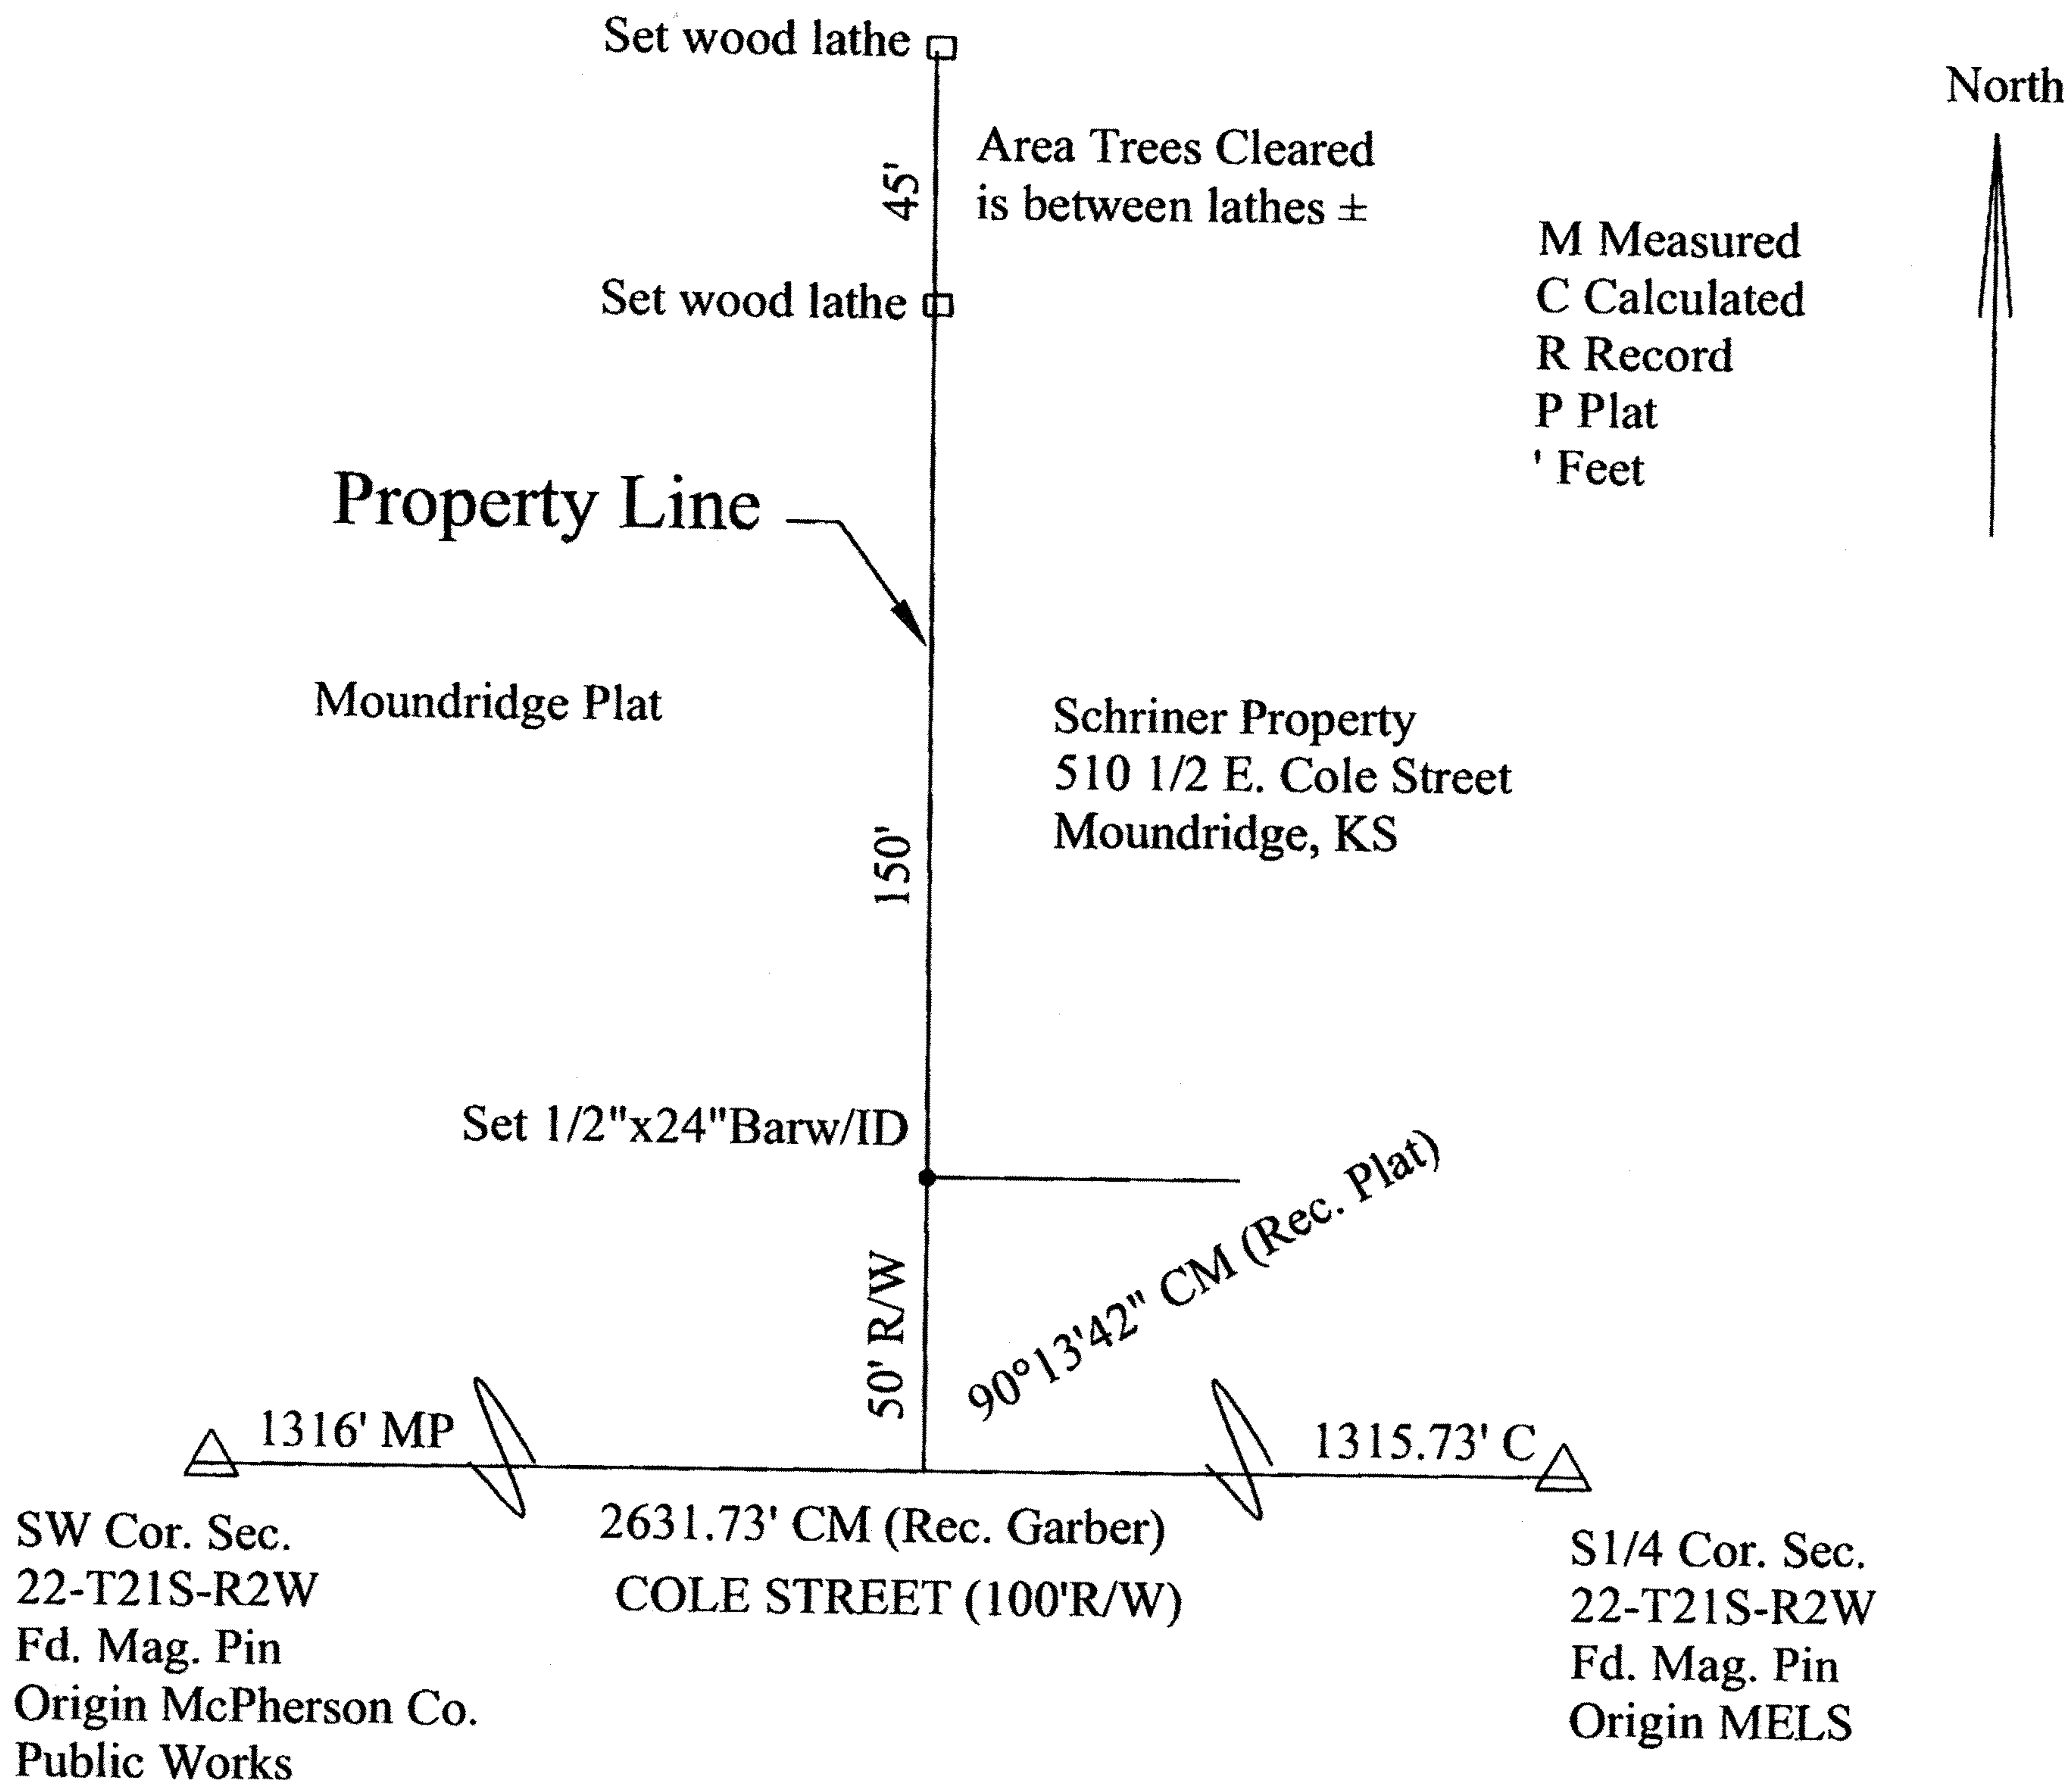 Set wood lathe
North
Area Trees Cleared
is between lathes ±
45'
M Measured
C Calculated
R Record
P Plat
' Feet
Set wood lathe
Property Line
Moundridge Plat
Schriner Property
510 1/2 E. Cole Street
Moundridge, KS
150'
Set 1/2"x24"Barw/ID
90°13'42" CM (Rec. Plat)
50' R/W
1316' MP
1315.73' C
2631.73' CM (Rec. Garber)
COLE STREET (100'R/W)
SW Cor. Sec.
22-T21S-R2W
Fd. Mag. Pin
Origin McPherson Co.
Public Works
S1/4 Cor. Sec.
22-T21S-R2W
Fd. Mag. Pin
Origin MELS